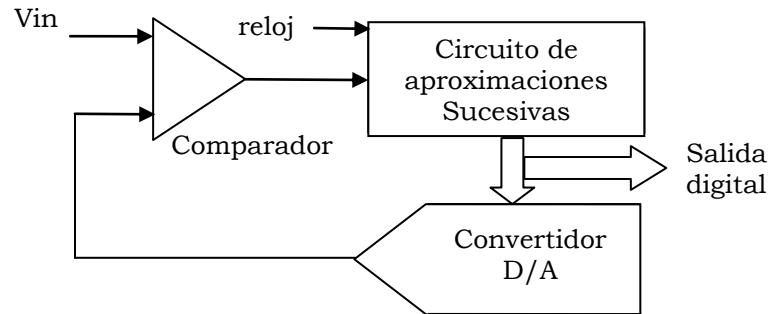 Vin
reloj
Circuito de
aproximaciones
Sucesivas
Comparador
Salida
digital
Convertidor
D/A